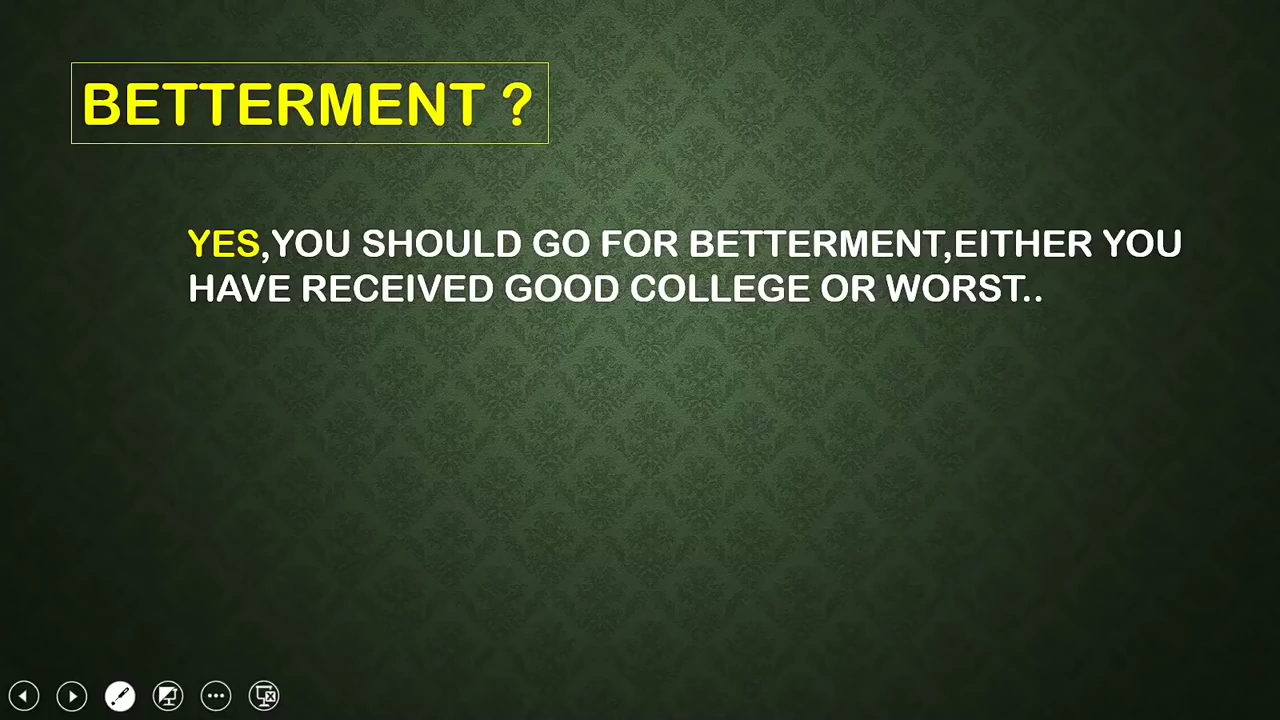 BETTERMENT ?
YES,YOU SHOULD GO FOR BETTERMENT,EITHER YOU
HAVE RECEIVED GOOD COLLEGE OR WORST..